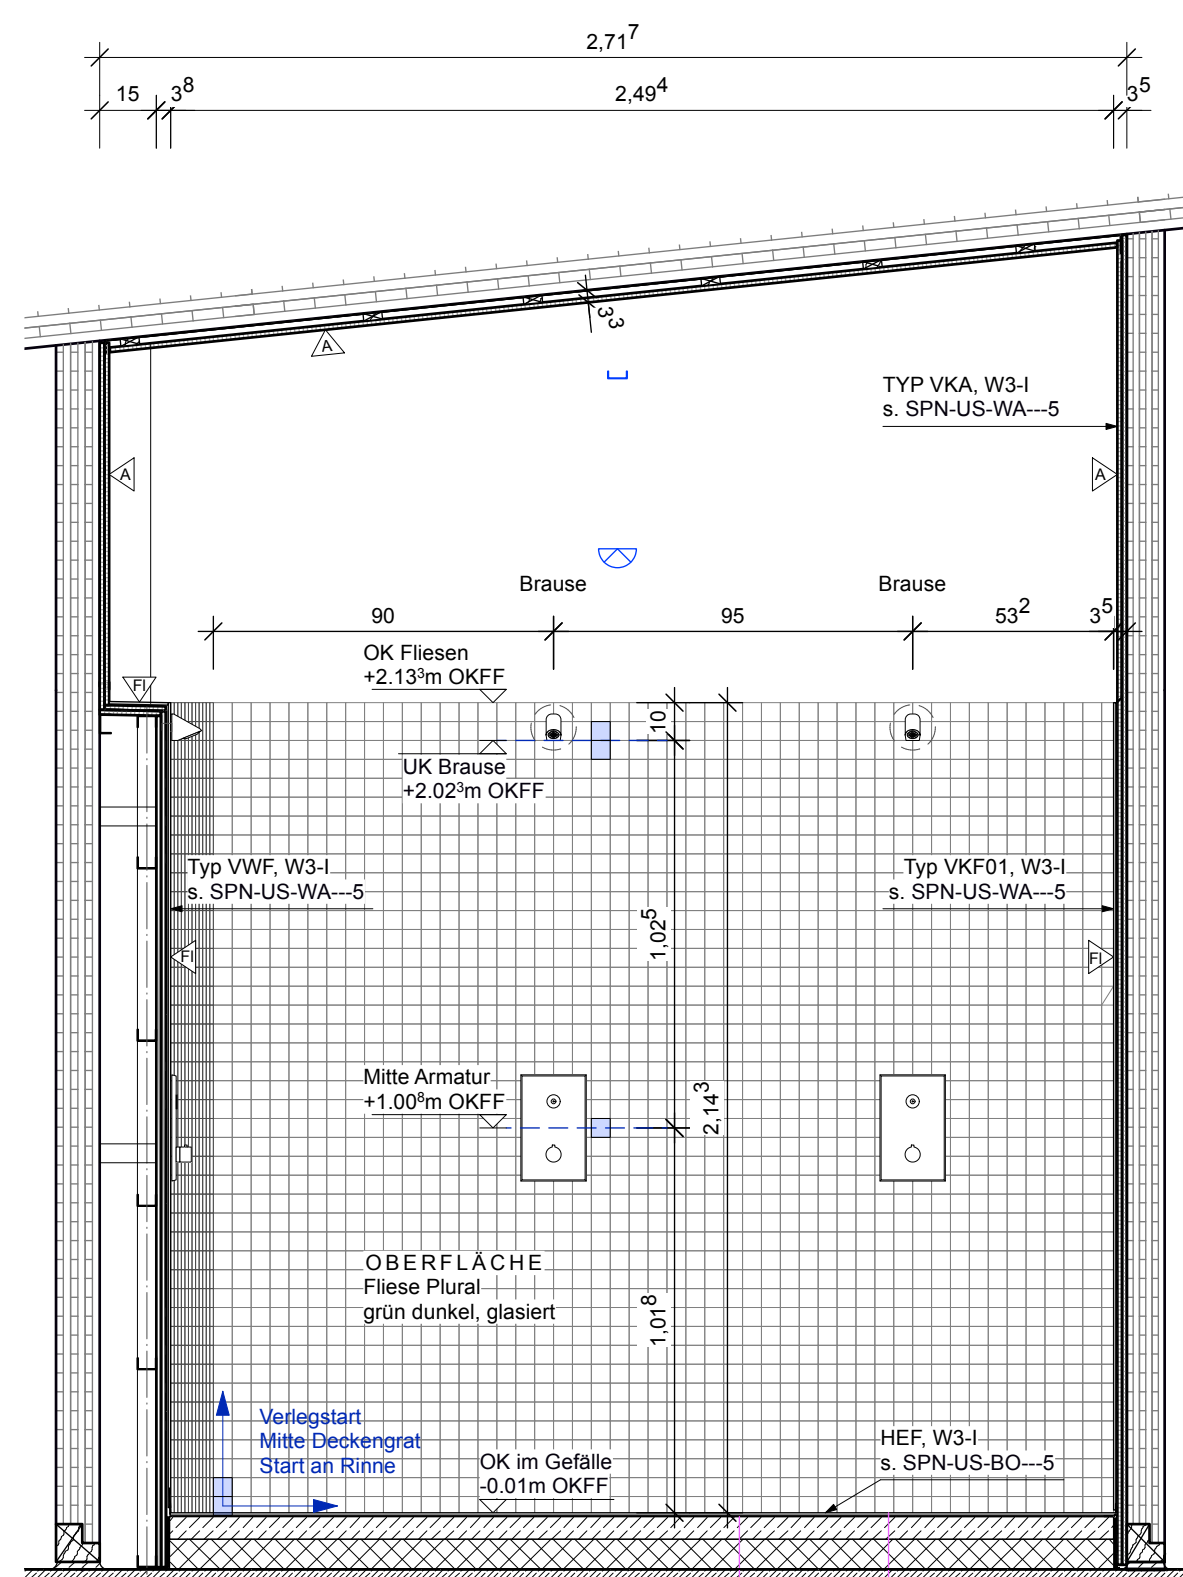 2,71⁷
15 3⁸ 2,49⁴ 3⁵
3³
A
TYP VKA, W3-I
s. SPN-US-WA---5
A
A
Brause Brause
90 95 53² 3⁵
OK Fliesen
+2.13³m OKFF
FI
10
UK Brause
+2.02³m OKFF
Typ VWF, W3-I
s. SPN-US-WA---5
Typ VKF01, W3-I
s. SPN-US-WA---5
1,02⁵
FI
FI
Mitte Armatur
+1.00⁸m OKFF
2,14³
OBERFLÄCHE
Fliese Plural
grün dunkel, glasiert
1,01⁸
Verlegstart
Mitte Deckengrat
Start an Rinne
OK im Gefälle
-0.01m OKFF
HEF, W3-I
s. SPN-US-BO---5